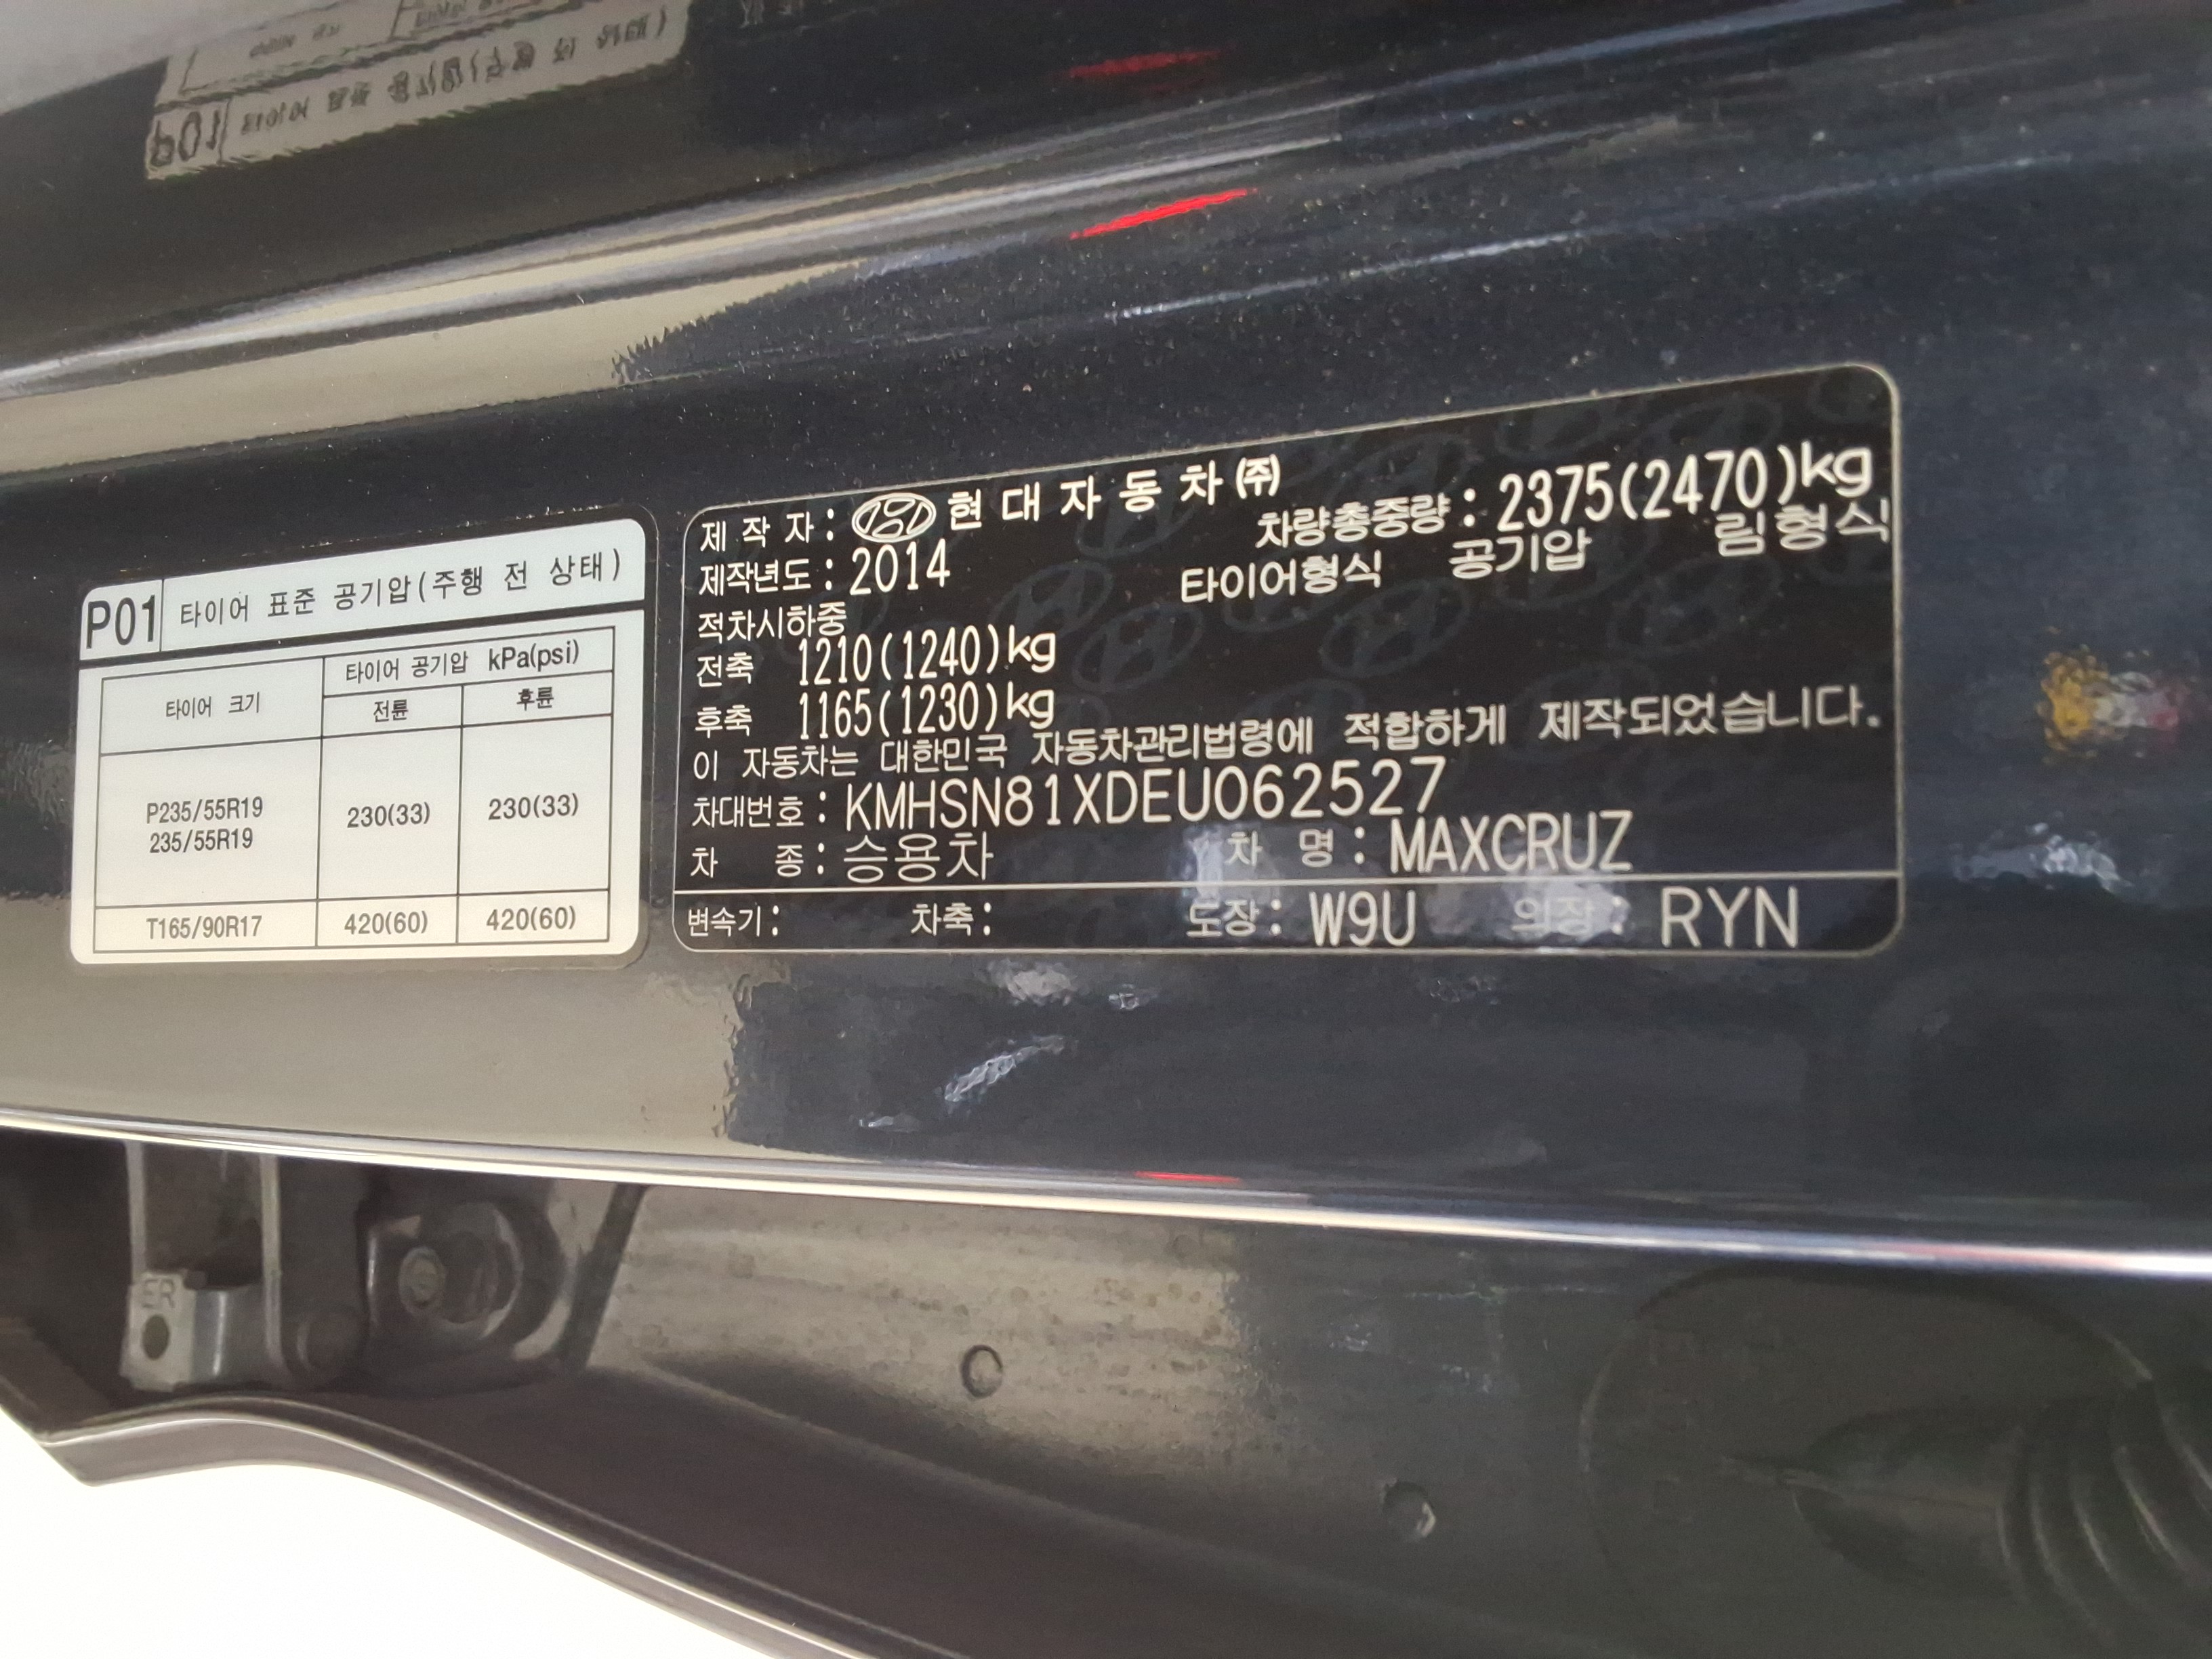 P01 타이어 표준 공기압(주행 전 상태)
타이어 크기 타이어 공기압 kPa(psi)
전륜 후륜
P235/55R19
235/55R19 230(33) 230(33)
T165/90R17 420(60) 420(60)
제작자: 현대자동차㈜
차량총중량: 2375(2470)kg
제작년도: 2014
타이어형식 공기압 림형식
적차시하중
전축 1210(1240)kg
후축 1165(1230)kg
이 자동차는 대한민국 자동차관리법령에 적합하게 제작되었습니다.
차대번호: KMHSN81XDEU062527
차 종: 승용차 차 명: MAXCRUZ
변속기: 차축: 도장: W9U 의장: RYN
ER